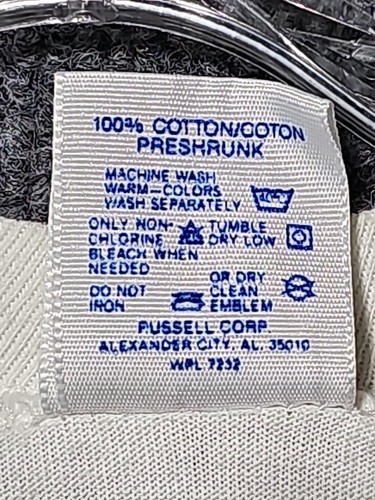 100% COTTON/COTON
PRESHRUNK
MACHINE WASH
WARM-COLORS
WASH SEPARATELY
ONLY NON- TUMBLE
CHLORINE DRY LOW
BLEACH WHEN
NEEDED
OR DRY
DO NOT CLEAN
IRON EMBLEM
RUSSELL CORP.
ALEXANDER CITY, AL. 35010
WPL 7232